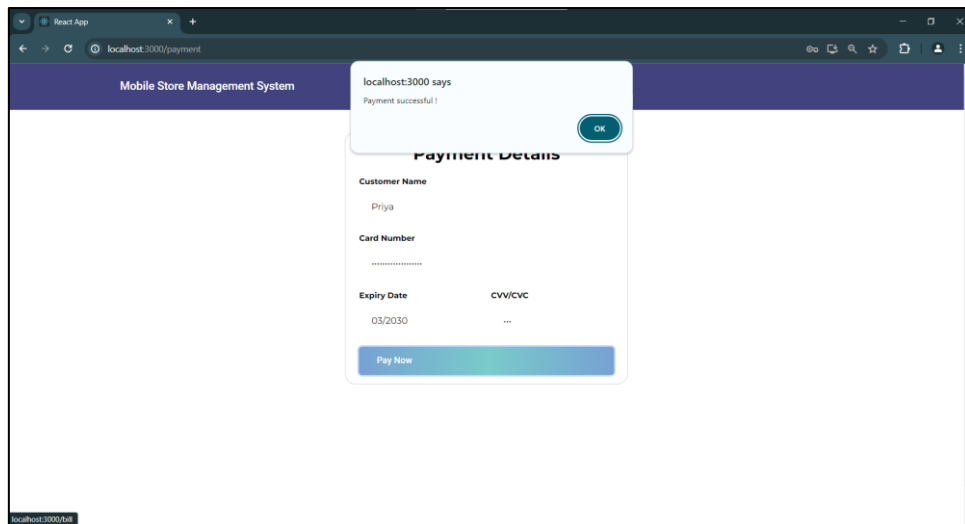 React App
localhost:3000/payment
Mobile Store Management System
localhost:3000 says
Payment successful !
OK
Payment Details
Customer Name
Priya
Card Number
...................
Expiry Date CVV/CVC
03/2030 ...
Pay Now
localhost:3000/bill